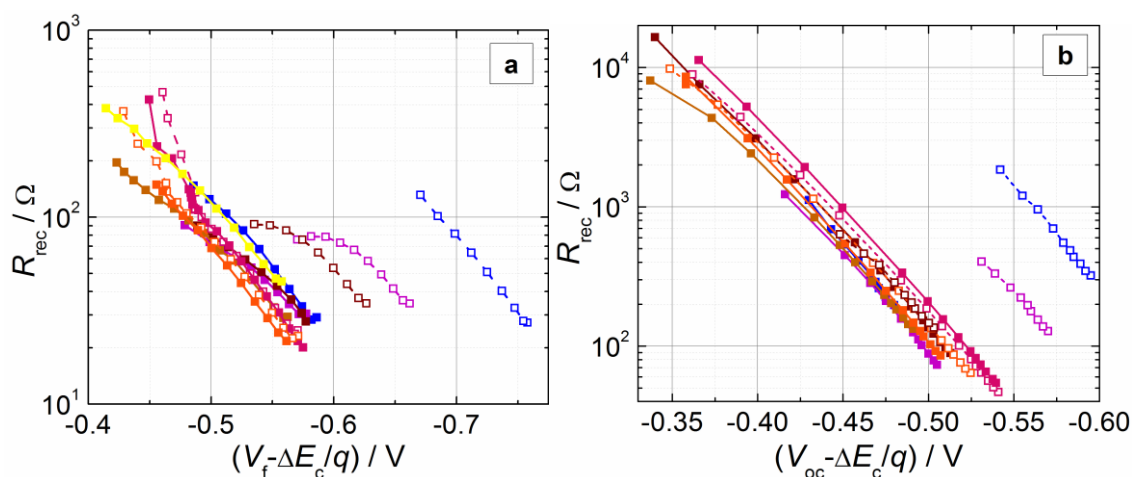 10³
10²
10¹
R_rec / Ω
a
-0.4 -0.5 -0.6 -0.7
(V_f-ΔE_c/q) / V
10⁴
10³
10²
R_rec / Ω
b
-0.35 -0.40 -0.45 -0.50 -0.55 -0.60
(V_oc-ΔE_c/q) / V